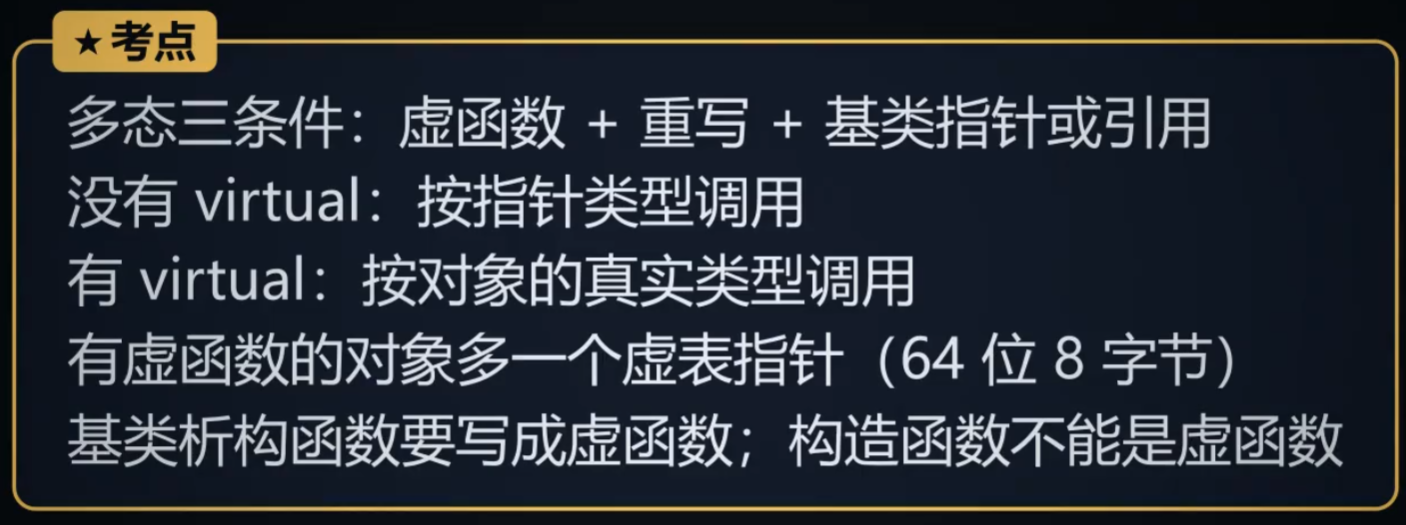 ★考点
多态三条件：虚函数 + 重写 + 基类指针或引用
没有 virtual：按指针类型调用
有 virtual：按对象的真实类型调用
有虚函数的对象多一个虚表指针（64 位 8 字节）
基类析构函数要写成虚函数；构造函数不能是虚函数